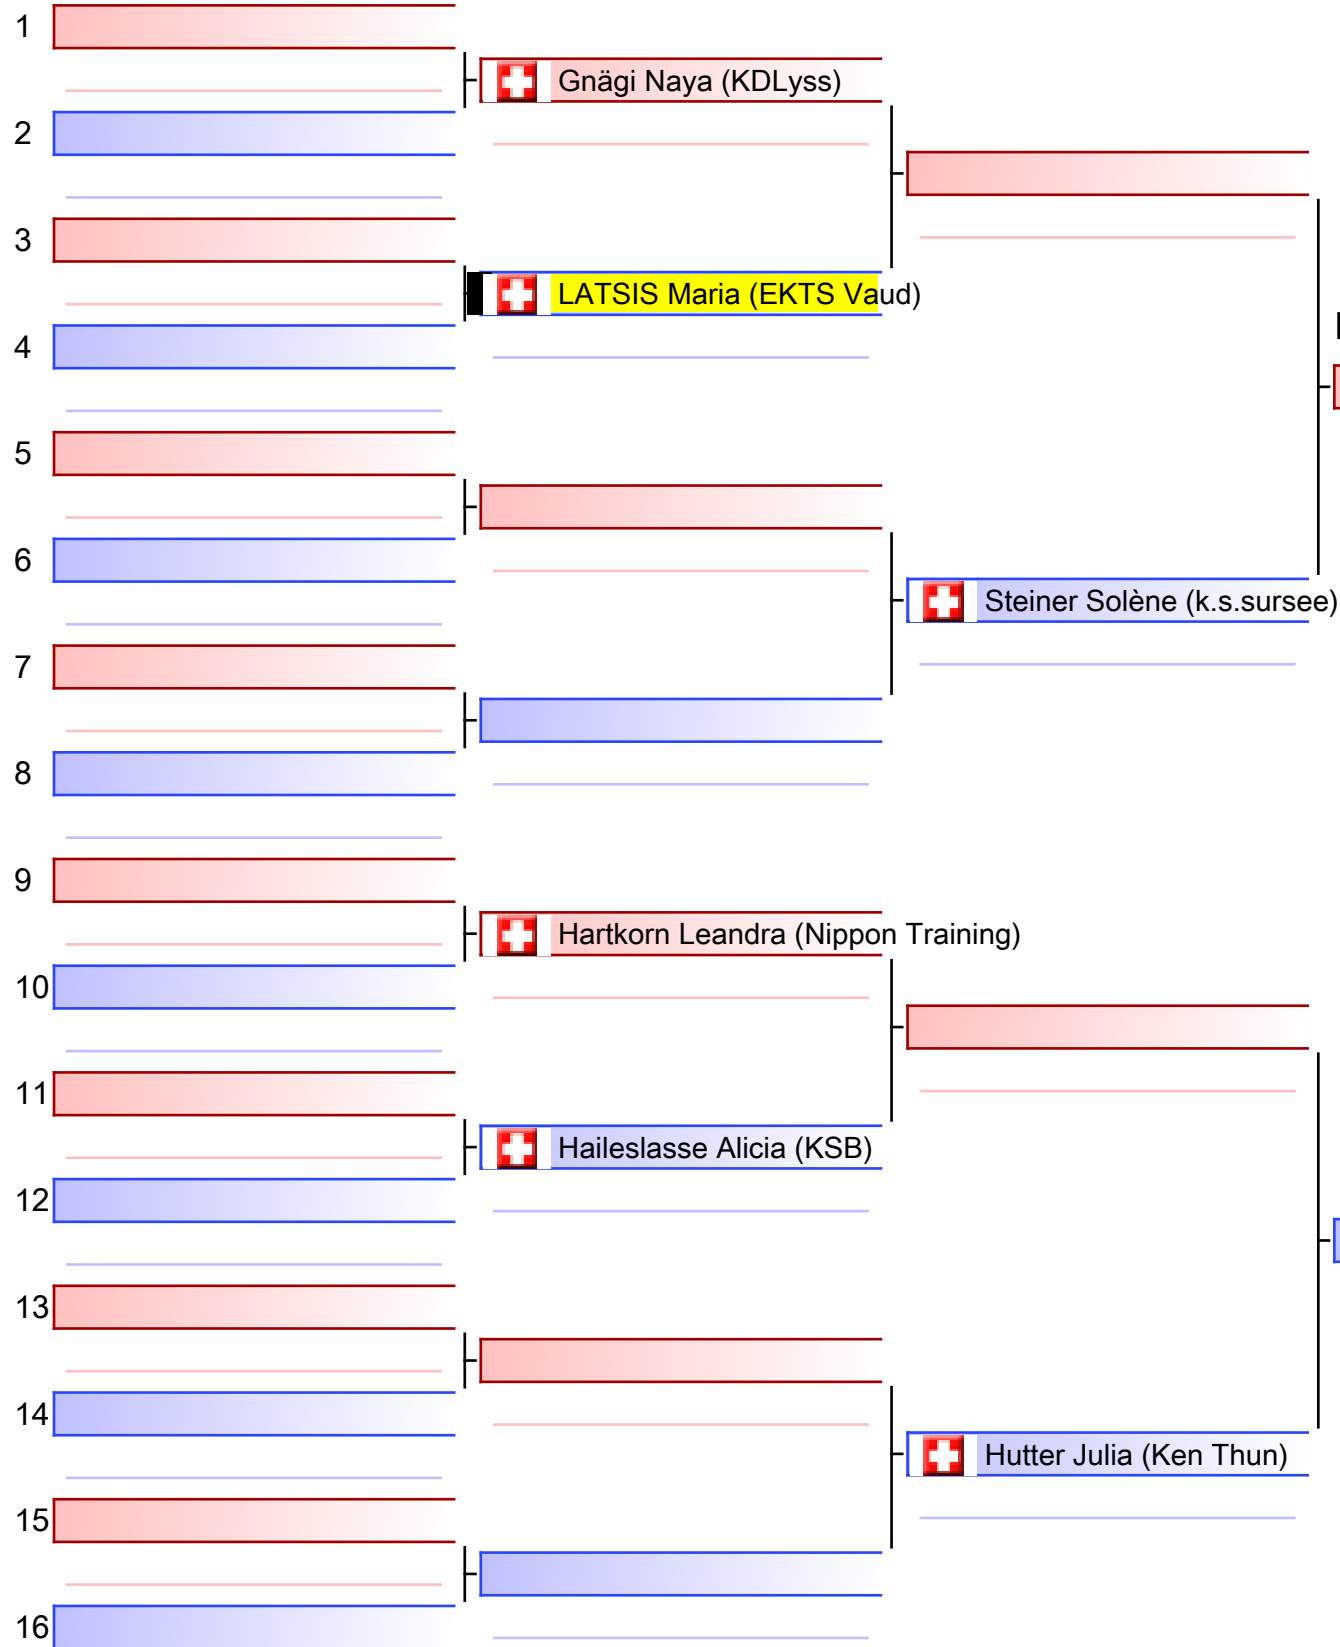 1
Gnägi Naya (KDLyss)
2
3
LATSIS Maria (EKTS Vaud)
4
5
6
Steiner Solène (k.s.sursee)
7
8
9
Hartkorn Leandra (Nippon Training)
10
11
Haileslasse Alicia (KSB)
12
13
14
Hutter Julia (Ken Thun)
15
16